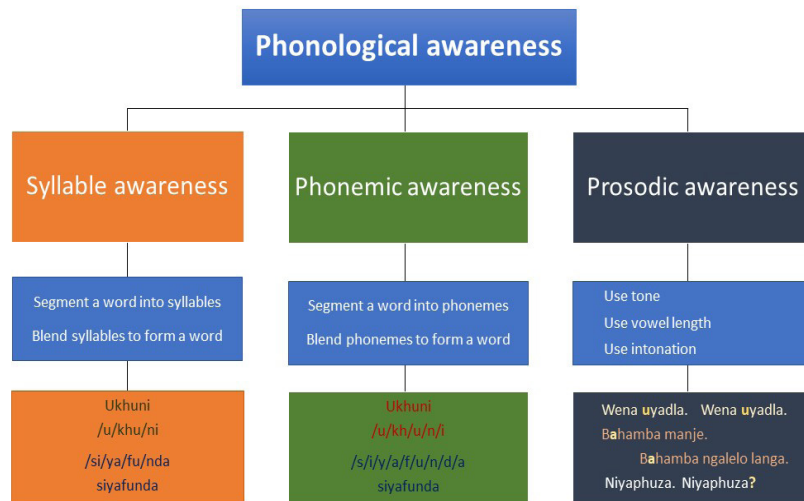 Phonological awareness
Syllable awareness
Phonemic awareness
Prosodic awareness
Segment a word into syllables
Blend syllables to form a word
Segment a word into phonemes
Blend phonemes to form a word
Use tone
Use vowel length
Use intonation
Ukhuni
/u/khu/ni
/si/ya/fu/nda
siyafunda
Ukhuni
/u/kh/u/n/i
/s/i/y/a/f/u/n/d/a
siyafunda
Wena uyadla. Wena uyadla.
Bahamba manje.
Bahamba ngalelo langa.
Niyaphuza. Niyaphuza?